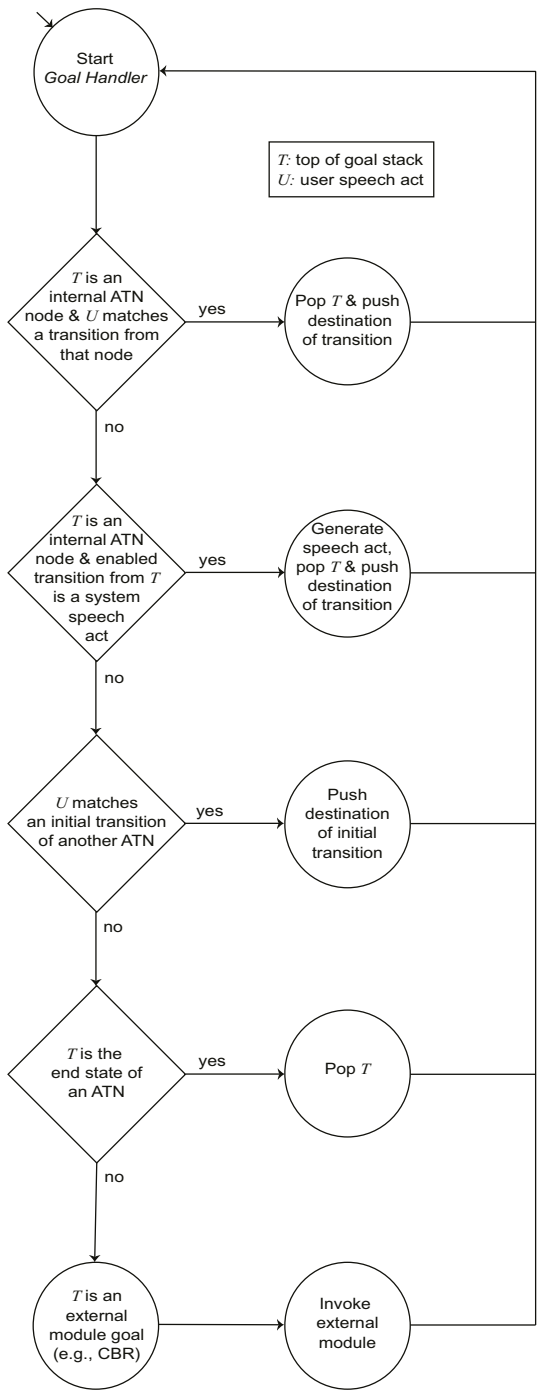 Start
Goal Handler
T: top of goal stack
U: user speech act
T is an
internal ATN
node & U matches
a transition from
that node
yes
Pop T & push
destination
of transition
no
T is an
internal ATN
node & enabled
transition from T
is a system
speech
act
yes
Generate
speech act,
pop T & push
destination
of transition
no
U matches
an initial transition
of another ATN
yes
Push
destination
of initial
transition
no
T is the
end state of
an ATN
yes
Pop T
no
T is an
external
module goal
(e.g., CBR)
Invoke
external
module